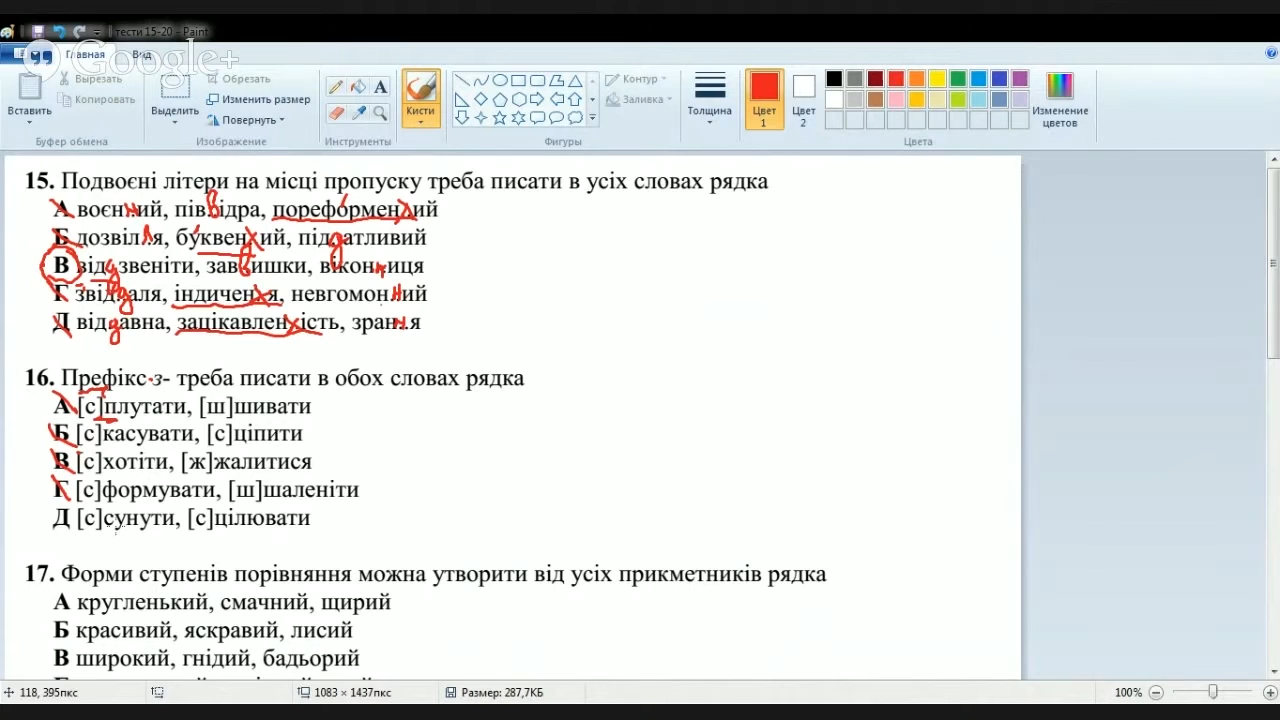 тести 15-20 - Paint
Google+
Главная Вид
Вставить
Вырезать
Копировать
Буфер обмена
Выделить
Обрезать
Изменить размер
Повернуть
Изображение
A
Инструменты
Кисти
Контур
Заливка
Фигуры
Толщина
Цвет 1
Цвет 2
Изменение цветов
Цвета
15. Подвоєні літери на місці пропуску треба писати в усіх словах рядка
А воєн..ий, пів..ідра, пореформен..ий
Б дозвіл..я, буквен..ий, під..атливий
В від..звеніти, зав..ишки, вікон..иця
Г звід..аля, індичен..я, невгомон..ий
Д від..авна, зацікавлен..ість, зран..я
16. Префікс з- треба писати в обох словах рядка
А [с]плутати, [ш]шивати
Б [с]касувати, [с]ціпити
В [с]хотіти, [ж]жалитися
Г [с]формувати, [ш]шаленіти
Д [с]сунути, [с]цілювати
17. Форми ступенів порівняння можна утворити від усіх прикметників рядка
А кругленький, смачний, щирий
Б красивий, яскравий, лисий
В широкий, гнідий, бадьорий
118, 395пкс
1083 × 1437пкс
Размер: 287,7КБ
100%